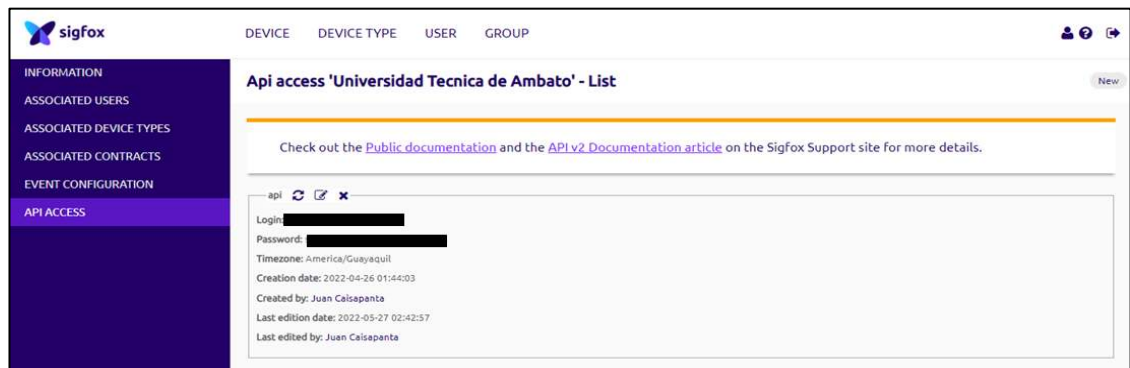 sigfox
DEVICE DEVICE TYPE USER GROUP
INFORMATION
ASSOCIATED USERS
ASSOCIATED DEVICE TYPES
ASSOCIATED CONTRACTS
EVENT CONFIGURATION
API ACCESS
Api access 'Universidad Tecnica de Ambato' - List
New
Check out the Public documentation and the API v2 Documentation article on the Sigfox Support site for more details.
api
Login:
Password:
Timezone: America/Guayaquil
Creation date: 2022-04-26 01:44:03
Created by: Juan Caisapanta
Last edition date: 2022-05-27 02:42:57
Last edited by: Juan Caisapanta